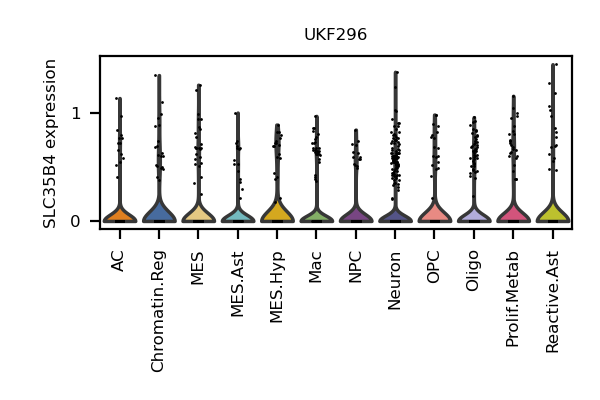 UKF296
SLC35B4 expression
1
0
AC
Chromatin.Reg
MES
MES.Ast
MES.Hyp
Mac
NPC
Neuron
OPC
Oligo
Prolif.Metab
Reactive.Ast